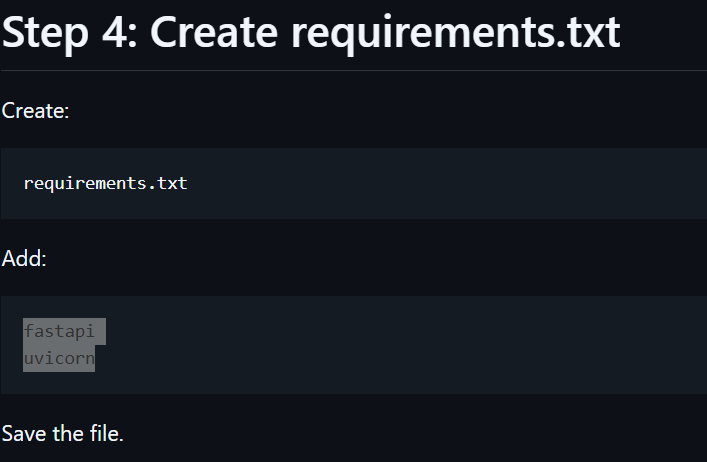 Step 4: Create requirements.txt
Create:
requirements.txt
Add:
fastapi
uvicorn
Save the file.